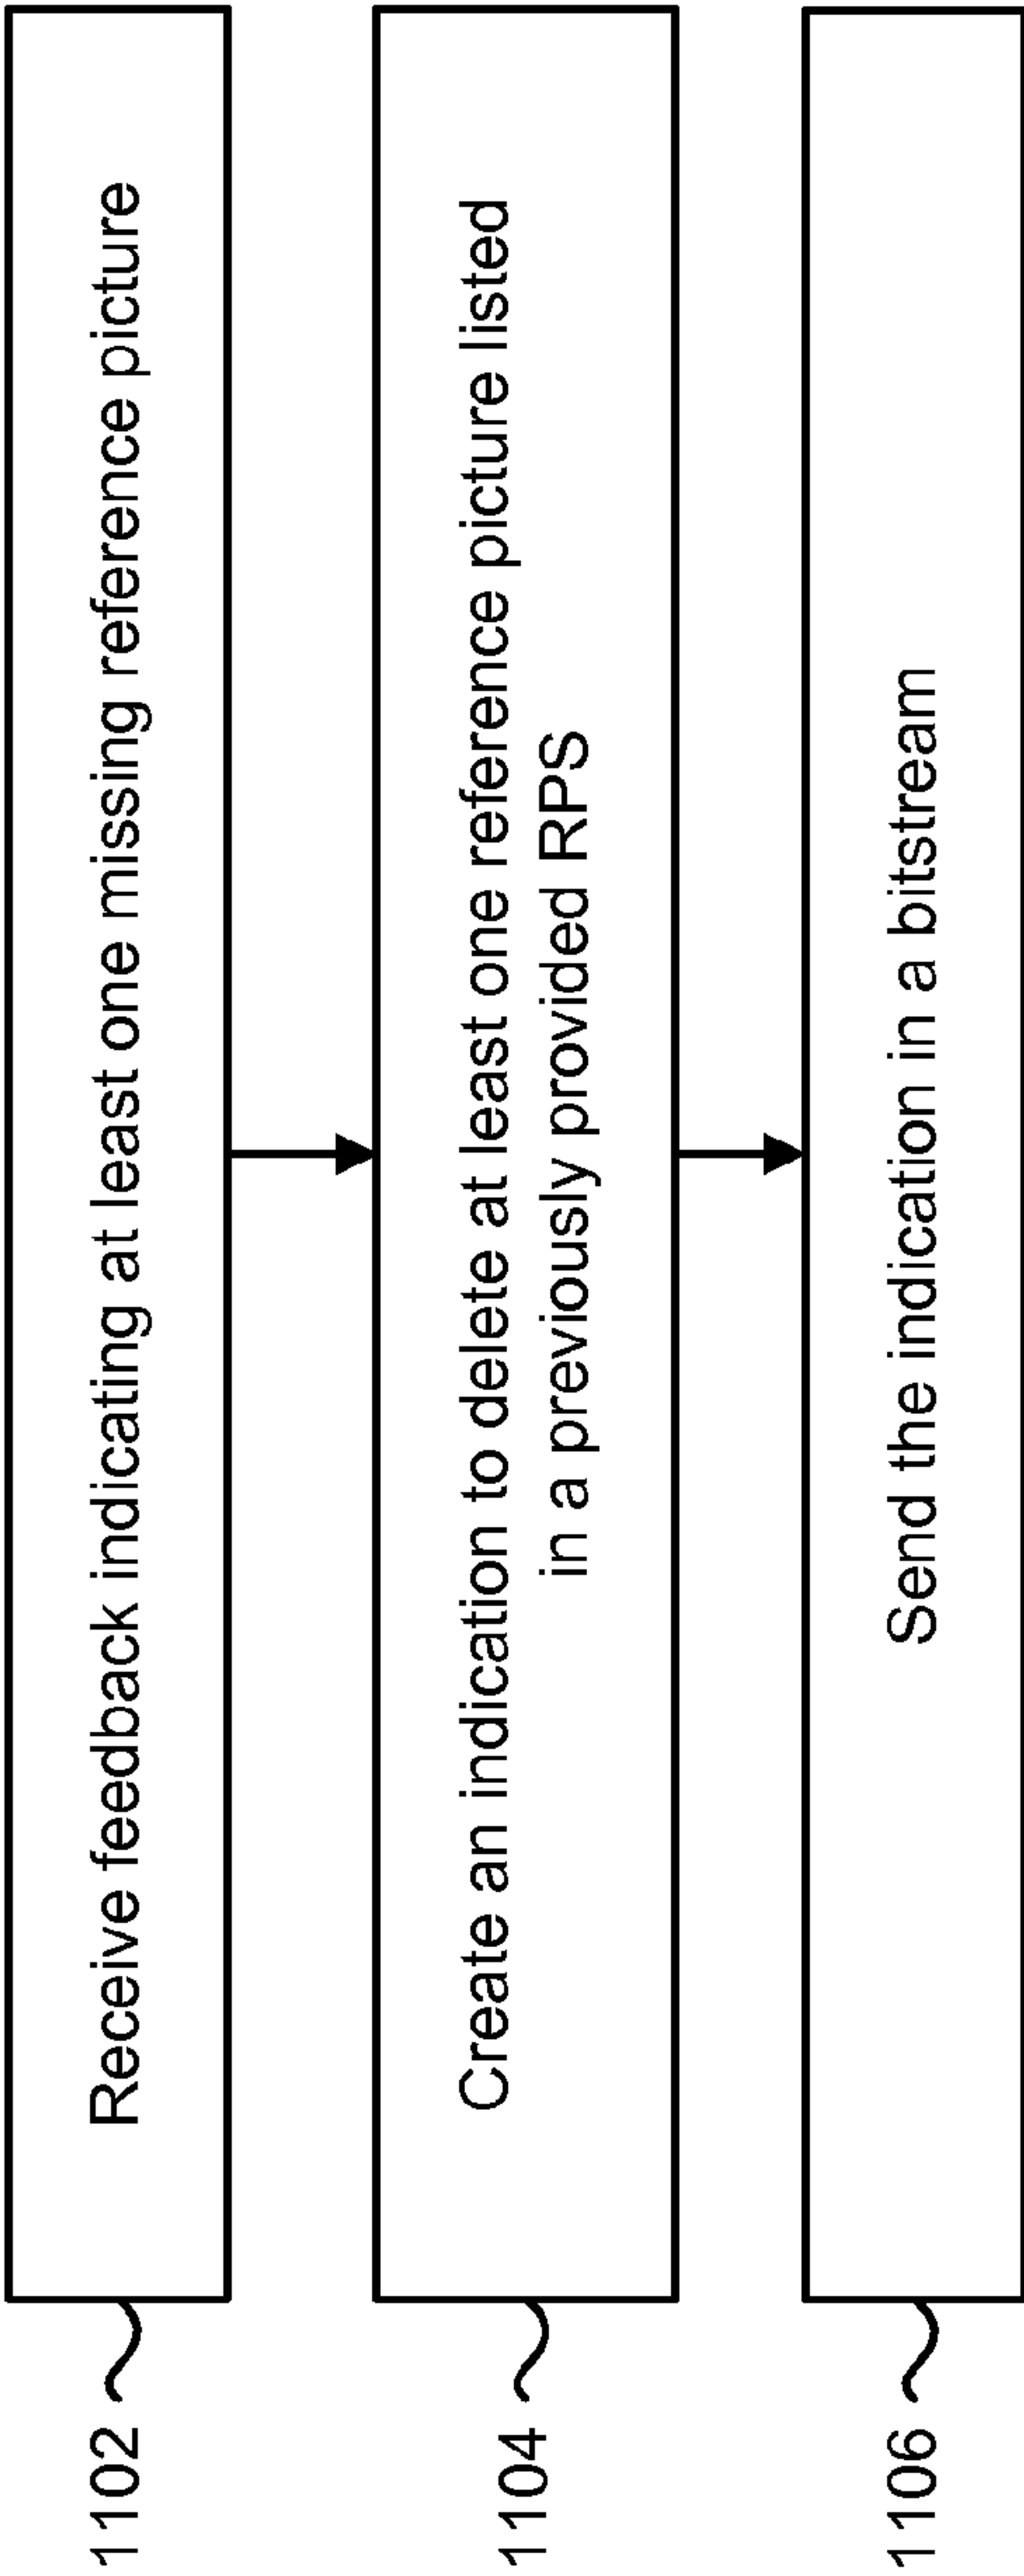 1102
Receive feedback indicating at least one missing reference picture
1104
Create an indication to delete at least one reference picture listed
in a previously provided RPS
1106
Send the indication in a bitstream